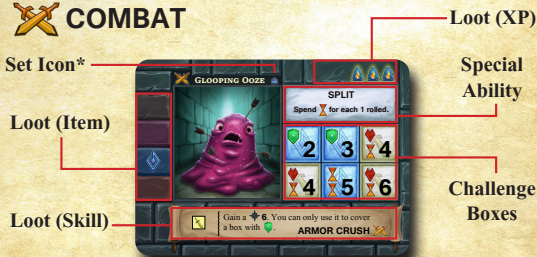 COMBAT
Loot (XP)
Set Icon*
GLOOPING OOZE
Special
Ability
SPLIT
Spend for each 1 rolled.
Loot (Item)
2 3 4
4 5 6
Challenge
Boxes
Loot (Skill)
Gain a 6. You can only use it to cover
a box with .
ARMOR CRUSH